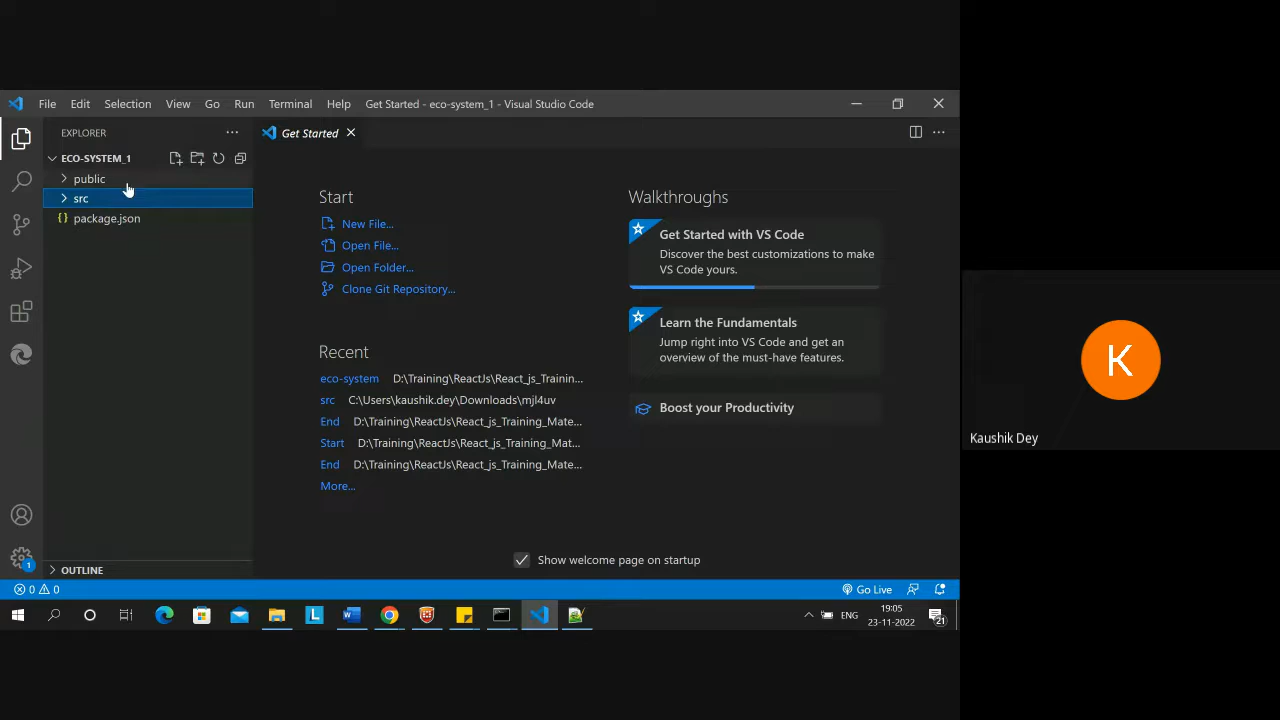 File Edit Selection View Go Run Terminal Help Get Started - eco-system_1 - Visual Studio Code
EXPLORER
Get Started
ECO-SYSTEM_1
public
src
{} package.json
Start
New File...
Open File...
Open Folder...
Clone Git Repository...
Recent
eco-system D:\Training\ReactJs\React_js_Trainin...
src C:\Users\kaushik.dey\Downloads\mjl4uv
End D:\Training\ReactJs\React_js_Training_Mate...
Start D:\Training\ReactJs\React_js_Training_Mat...
End D:\Training\ReactJs\React_js_Training_Mate...
More...
Walkthroughs
Get Started with VS Code
Discover the best customizations to make
VS Code yours.
Learn the Fundamentals
Jump right into VS Code and get an
overview of the must-have features.
Boost your Productivity
Show welcome page on startup
OUTLINE
1
0 0
Go Live
L
W
ENG
19:05
23-11-2022
21
K
Kaushik Dey